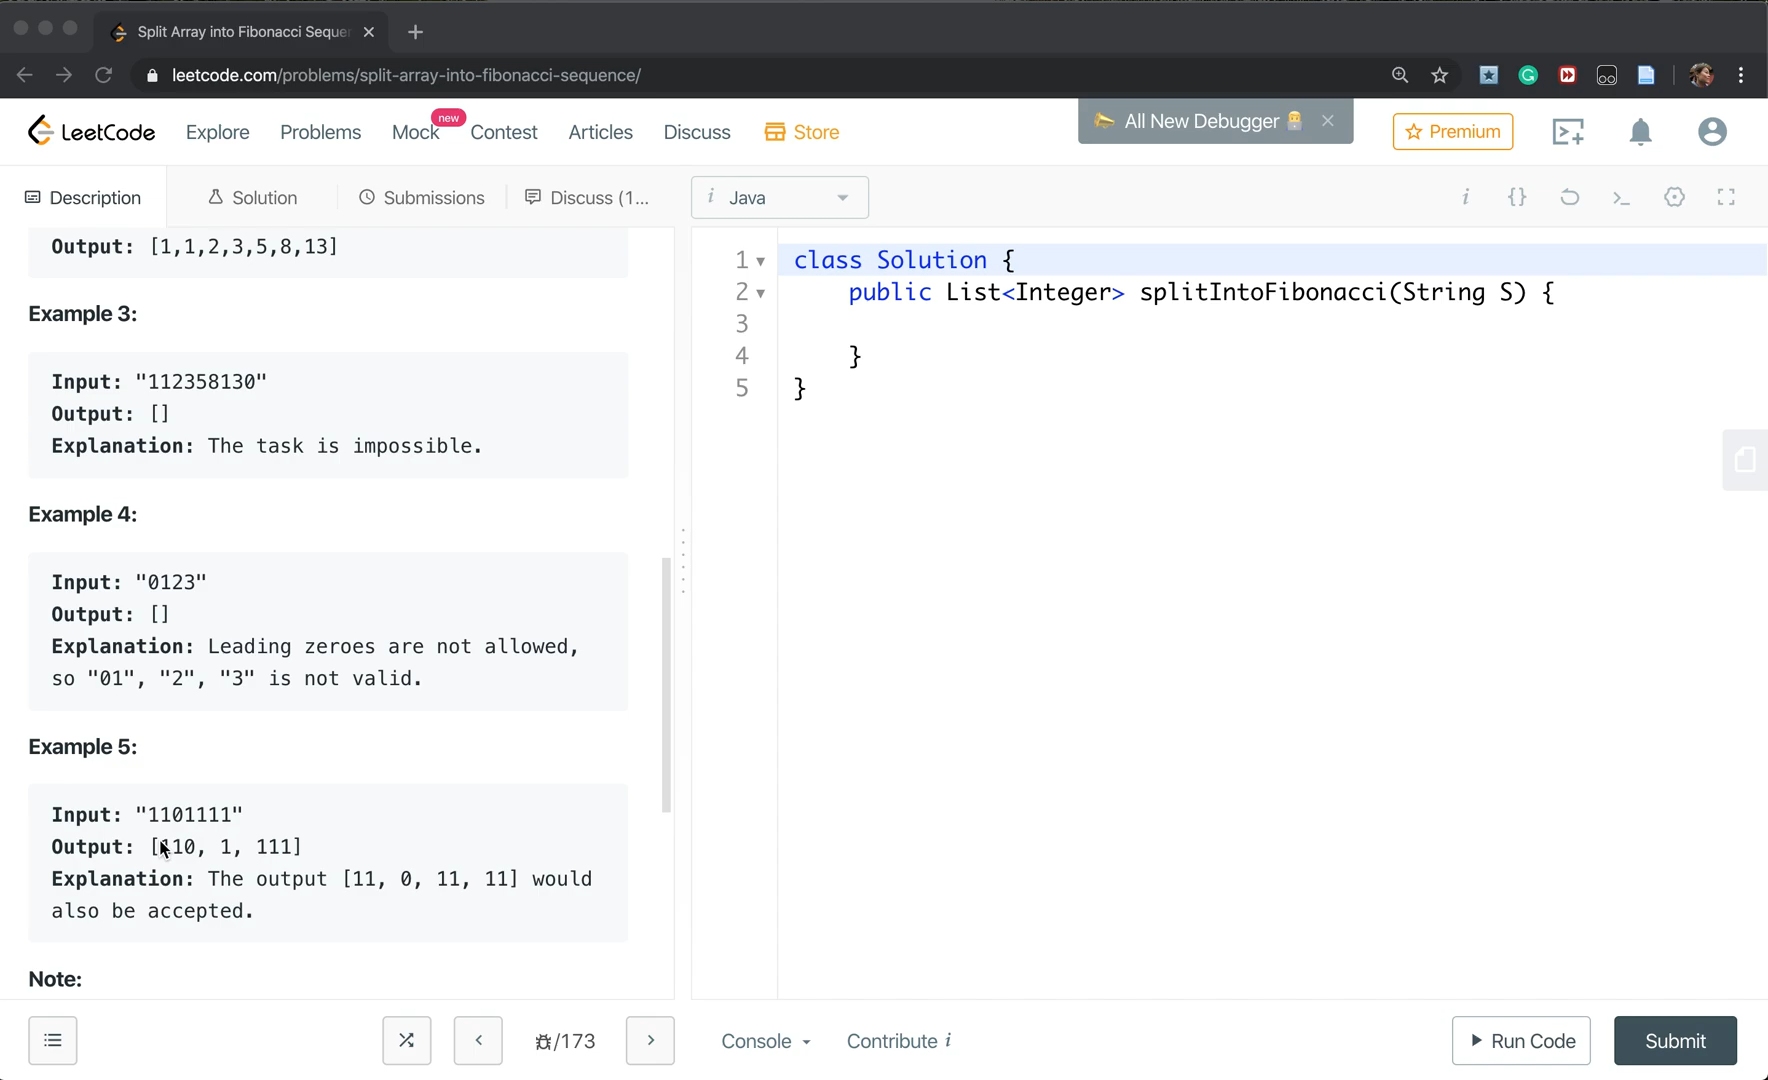 Split Array into Fibonacci Seque
leetcode.com/problems/split-array-into-fibonacci-sequence/
LeetCode
Explore
Problems
Mock
new
Contest
Articles
Discuss
Store
All New Debugger
Premium
Description
Solution
Submissions
Discuss (1...
i Java
Output: [1,1,2,3,5,8,13]
Example 3:
Input: "112358130"
Output: []
Explanation: The task is impossible.
Example 4:
Input: "0123"
Output: []
Explanation: Leading zeroes are not allowed,
so "01", "2", "3" is not valid.
Example 5:
Input: "1101111"
Output: [110, 1, 111]
Explanation: The output [11, 0, 11, 11] would
also be accepted.
Note:
1 class Solution {
2 public List<Integer> splitIntoFibonacci(String S) {
3
4 }
5 }
/173
Console
Contribute i
Run Code
Submit